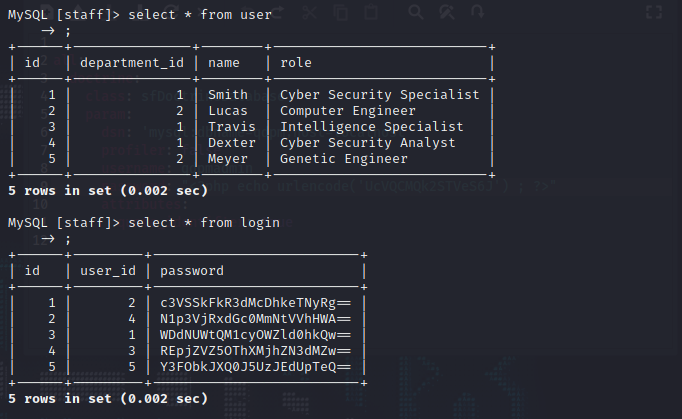 MySQL [staff]> select * from user
    -> ;
+------+---------------+--------+---------------------------+
| id   | department_id | name   | role                      |
+------+---------------+--------+---------------------------+
|    1 |             1 | Smith  | Cyber Security Specialist |
|    2 |             2 | Lucas  | Computer Engineer         |
|    3 |             1 | Travis | Intelligence Specialist   |
|    4 |             1 | Dexter | Cyber Security Analyst    |
|    5 |             2 | Meyer  | Genetic Engineer          |
+------+---------------+--------+---------------------------+
5 rows in set (0.002 sec)
MySQL [staff]> select * from login
    -> ;
+------+---------+--------------------------+
| id   | user_id | password                 |
+------+---------+--------------------------+
|    1 |       2 | c3VSSkFkR3dMcDhkeTNyRg== |
|    2 |       4 | N1p3VjRxdGc0MmNtVVhHWA== |
|    3 |       1 | WDdNUWtQM1cyOWZld0hkQw== |
|    4 |       3 | REpjZVZ5OThXMjhZN3dMZw== |
|    5 |       5 | Y3FObkJXQ0J5UzJEdUpTeQ== |
+------+---------+--------------------------+
5 rows in set (0.002 sec)